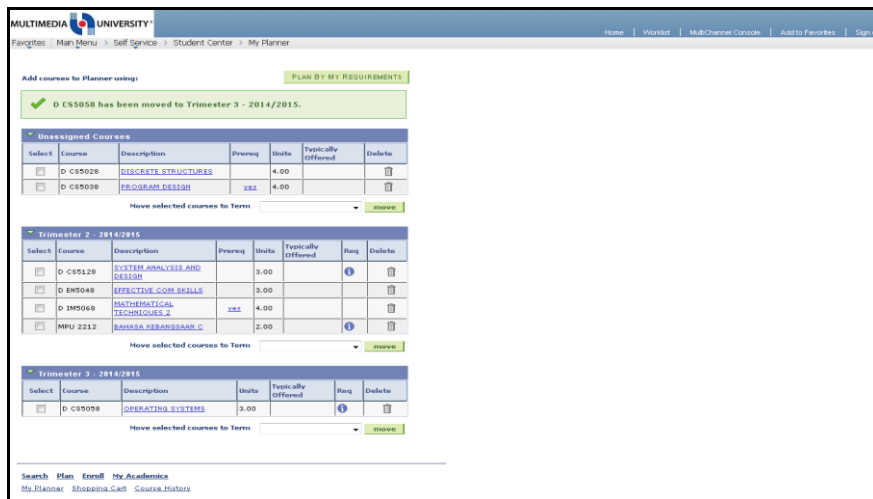 MULTIMEDIA UNIVERSITY
Home | Worklist | MultiChannel Console | Add to Favorites | Sign
Favorites | Main Menu > Self Service > Student Center > My Planner
Add courses to Planner using:
PLAN BY MY REQUIREMENTS
D CS5058 has been moved to Trimester 3 - 2014/2015.
Unassigned Courses
Select Course Description Prereq Units Typically Offered Delete
D CS5028 DISCRETE STRUCTURES 4.00
D CS5038 PROGRAM DESIGN yes 4.00
Move selected courses to Term move
Trimester 2 - 2014/2015
Select Course Description Prereq Units Typically Offered Req Delete
D CS5128 SYSTEM ANALYSIS AND DESIGN 3.00
D EN5048 EFFECTIVE COM SKILLS 3.00
D IM5068 MATHEMATICAL TECHNIQUES 2 yes 4.00
MPU 2212 BAHASA KEBANGSAAN C 2.00
Move selected courses to Term move
Trimester 3 - 2014/2015
Select Course Description Units Typically Offered Req Delete
D CS5058 OPERATING SYSTEMS 3.00
Move selected courses to Term move
Search Plan Enroll My Academics
My Planner Shopping Cart Course History